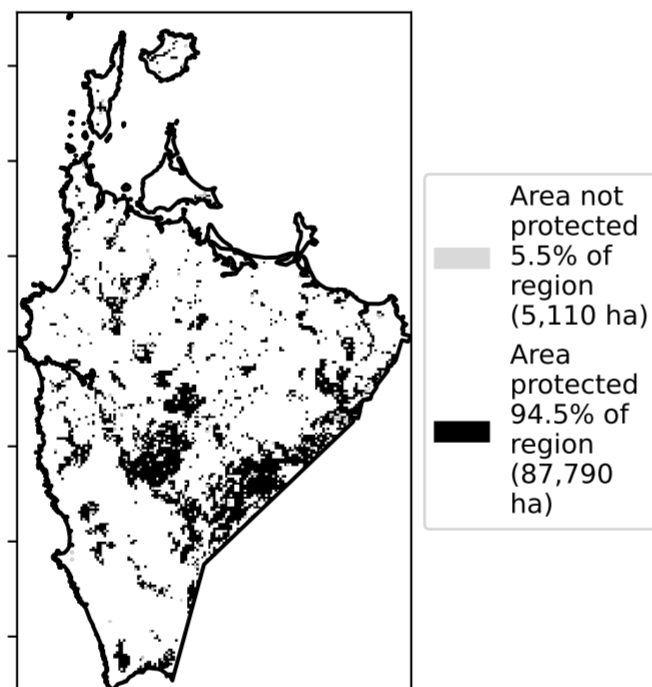 Area not
protected
5.5% of
region
(5,110 ha)
Area
protected
94.5% of
region
(87,790
ha)